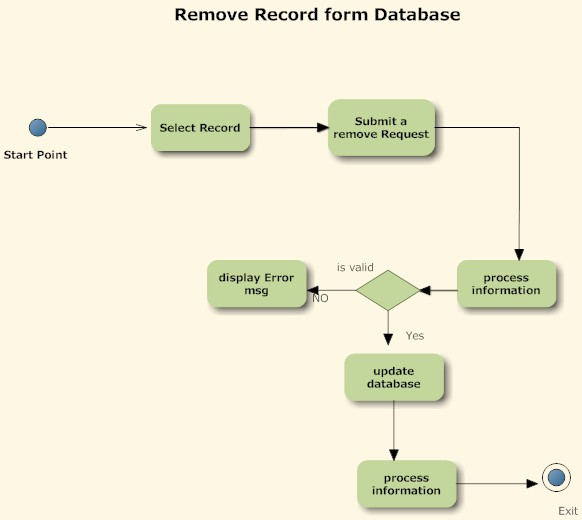 Remove Record form Database
Select Record
Submit a
remove Request
Start Point
is valid
display Error
msg
NO
process
information
Yes
update
database
process
information
Exit